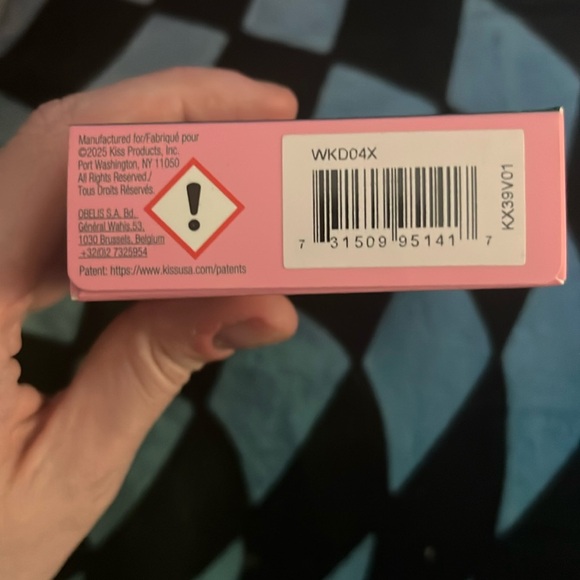 Manufactured for/Fabriqué pour
©2025 Kiss Products, Inc.
Port Washington, NY 11050
All Rights Reserved./
Tous Droits Réservés.
OBELIS S.A. Bd.
Général Wahis,53,
1030 Brussels, Belgium
+32(0)2 7325954
Patent: https://www.kissusa.com/patents
WKD04X
7 31509 95141 7
KX39V01